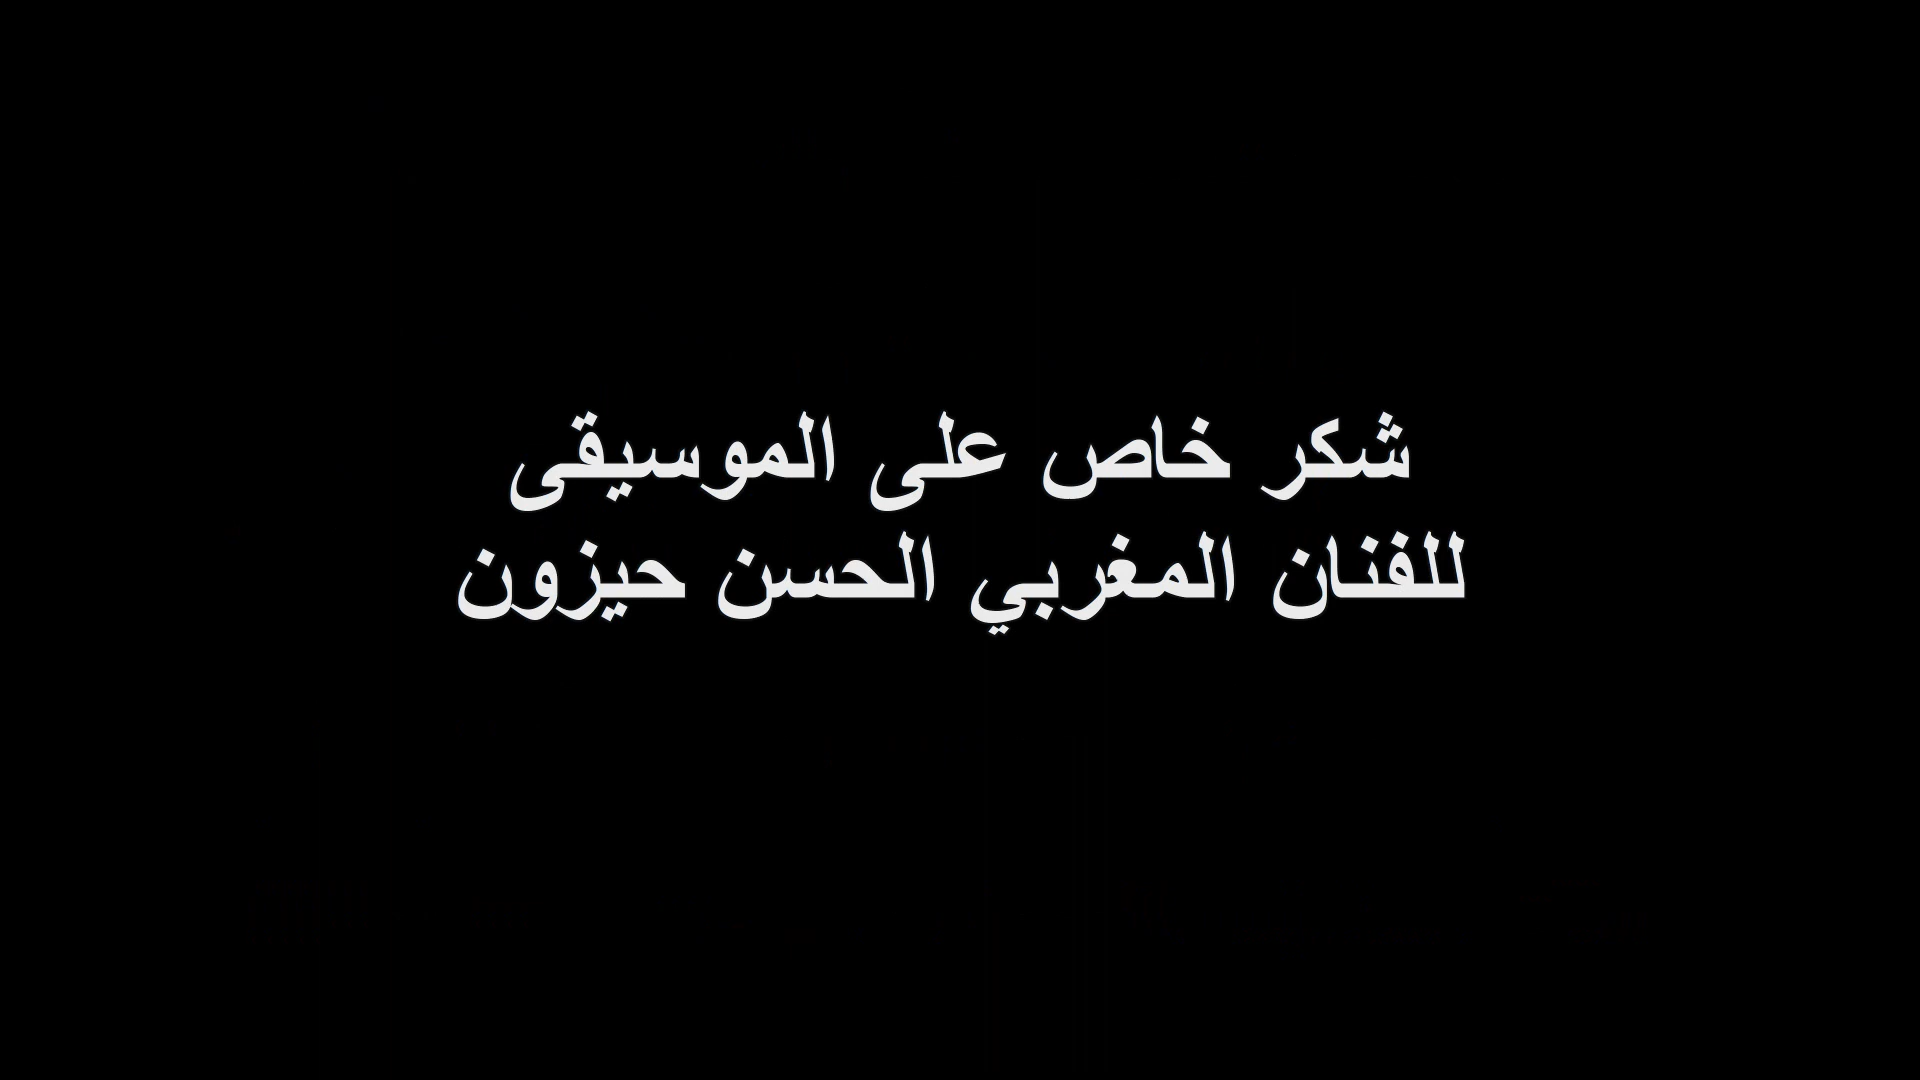 شكر خاص على الموسيقى
للفنان المغربي الحسن حيزون